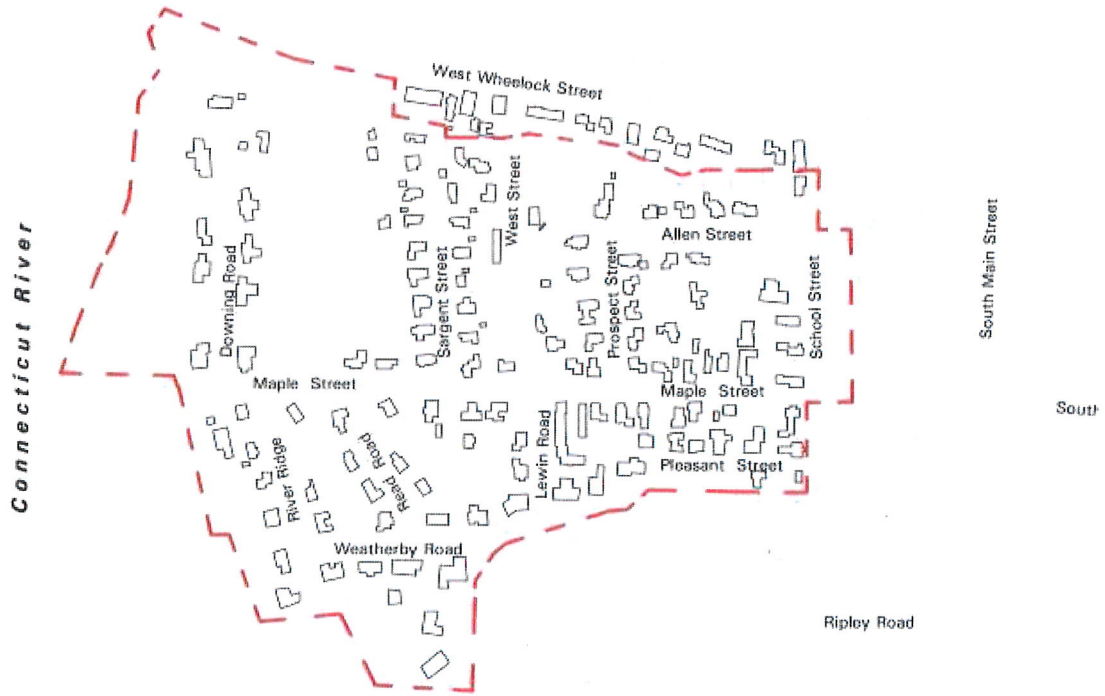 West Wheelock Street
West Street
Allen Street
Connecticut River
Downing Road
Sargent Street
Prospect Street
School Street
South Main Street
Maple Street
Maple Street
South
River Ridge
Read Road
Lewin Road
Pleasant Street
Weatherby Road
Ripley Road